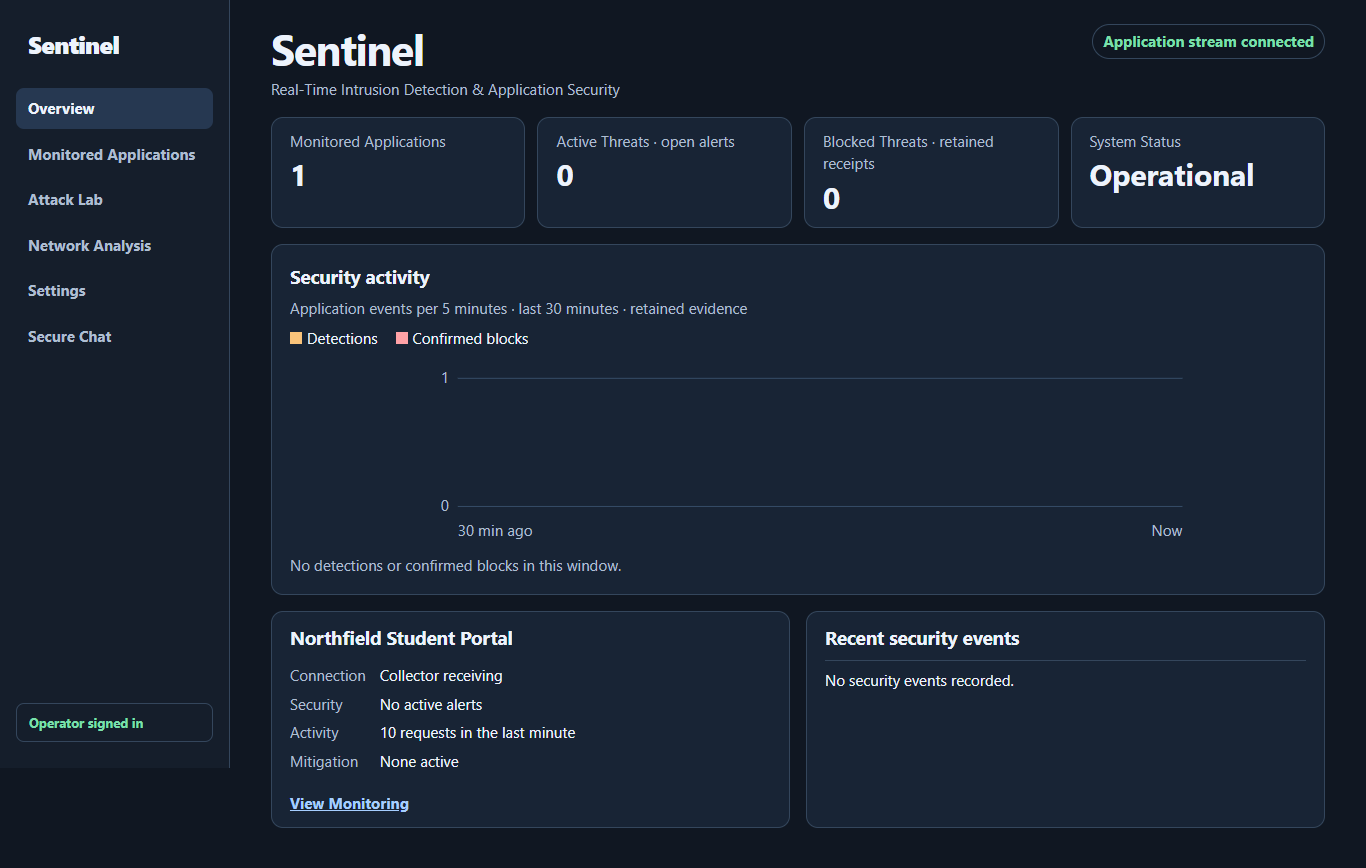 Sentinel
Overview
Monitored Applications
Attack Lab
Network Analysis
Settings
Secure Chat
Operator signed in
Sentinel
Real-Time Intrusion Detection & Application Security
Application stream connected
Monitored Applications
1
Active Threats · open alerts
0
Blocked Threats · retained
receipts
0
System Status
Operational
Security activity
Application events per 5 minutes · last 30 minutes · retained evidence
Detections Confirmed blocks
1
0
30 min ago Now
No detections or confirmed blocks in this window.
Northfield Student Portal
Connection Collector receiving
Security No active alerts
Activity 10 requests in the last minute
Mitigation None active
View Monitoring
Recent security events
No security events recorded.